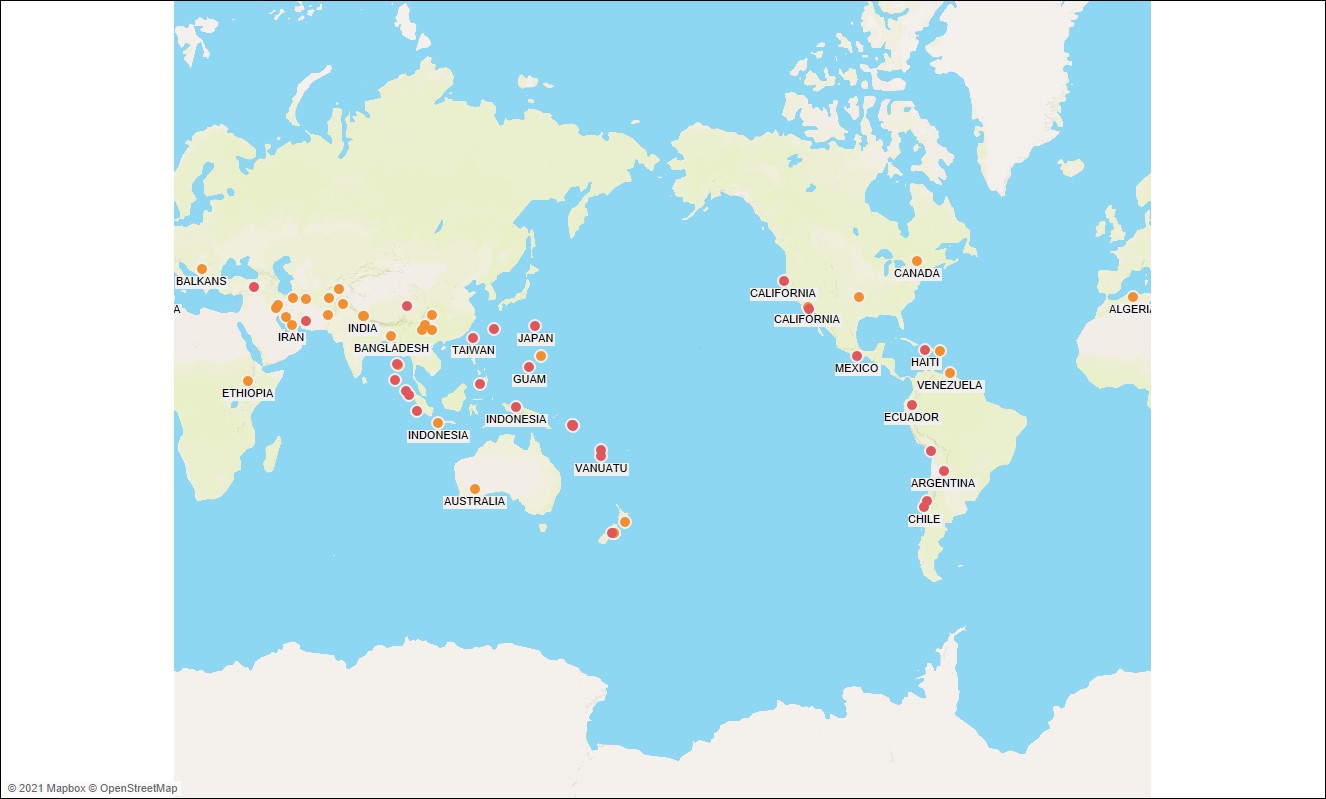 CANADA
BALKANS
CALIFORNIA
A
ALGERIA
CALIFORNIA
INDIA
IRAN
JAPAN
BANGLADESH
TAIWAN
HAITI
MEXICO
GUAM
VENEZUELA
ETHIOPIA
ECUADOR
INDONESIA
INDONESIA
VANUATU
ARGENTINA
AUSTRALIA
CHILE
© 2021 Mapbox © OpenStreetMap